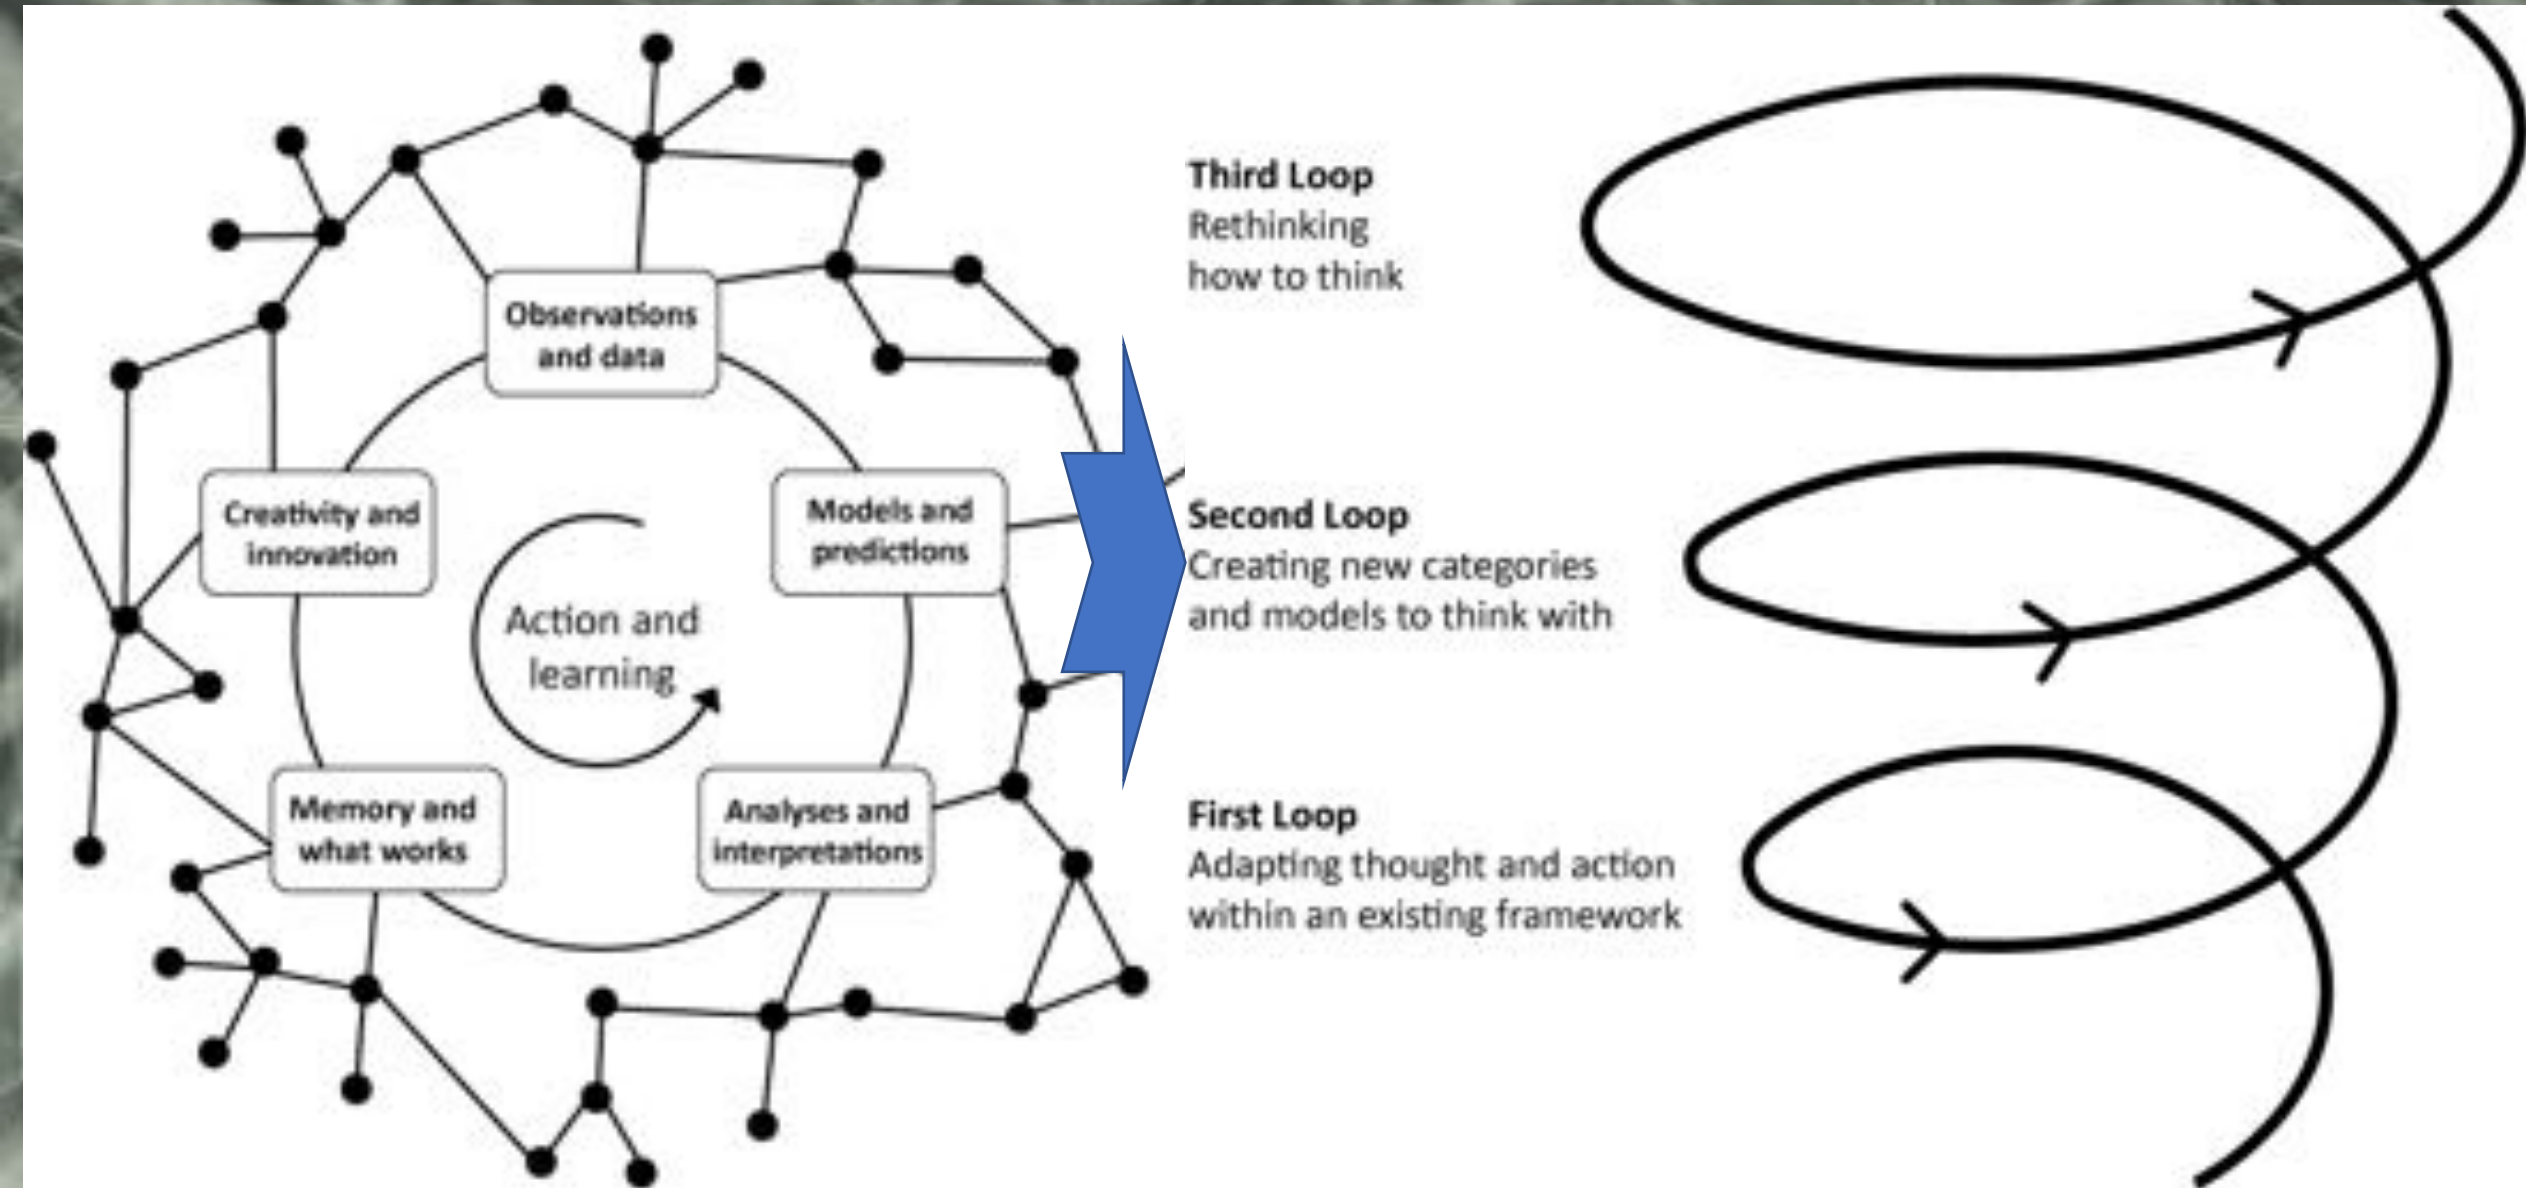 Observations
and data
Creativity and
innovation
Models and
predictions
Action and
learning
Memory and
what works
Analyses and
interpretations
Third Loop
Rethinking
how to think
Second Loop
Creating new categories
and models to think with
First Loop
Adapting thought and action
within an existing framework